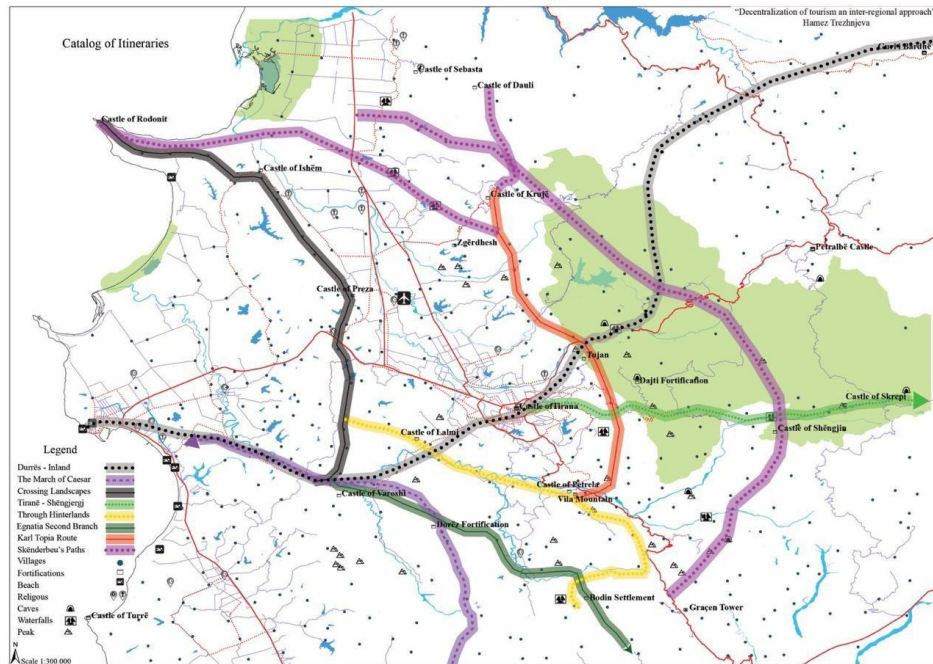 "Decentralization of tourism an inter-regional approach"
Hamez Trezhnjeva
Catalog of Itineraries
Guri i Bardhë
Castle of Sebasta
Castle of Dauli
Castle of Rodonit
Castle of Ishëm
Castle of Krujë
Zgërdhesh
Petralbë Castle
Castle of Preza
Tujan
Dajti Fortification
Castle of Skrepi
Castle of Tirana
Castle of Shëngjin
Castle of Lalmi
Castle of Petrela
Vila Mountain
Castle of Varoshi
Dorëz Fortification
Bodin Settlement
Graçen Tower
Castle of Turrë
Legend
Durrës - Inland
The March of Caesar
Crossing Landscapes
Tiranë - Shëngjergj
Through Hinterlands
Egnatia Second Branch
Karl Topia Route
Skënderbeu's Paths
Villages
Fortifications
Beach
Religous
Caves
Waterfalls
Peak
N
Scale 1:300.000